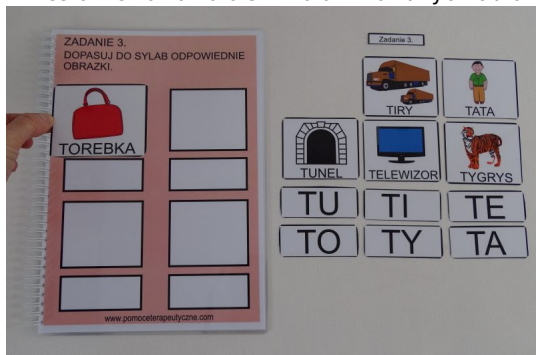 ZADANIE 3.
DOPASUJ DO SYLAB ODPOWIEDNIE
OBRAZKI.
TOREBKA
www.pomoceterapeutyczne.com
Zadanie 3.
TIRY
TATA
TUNEL
TELEWIZOR
TYGRYS
TU
TI
TE
TO
TY
TA